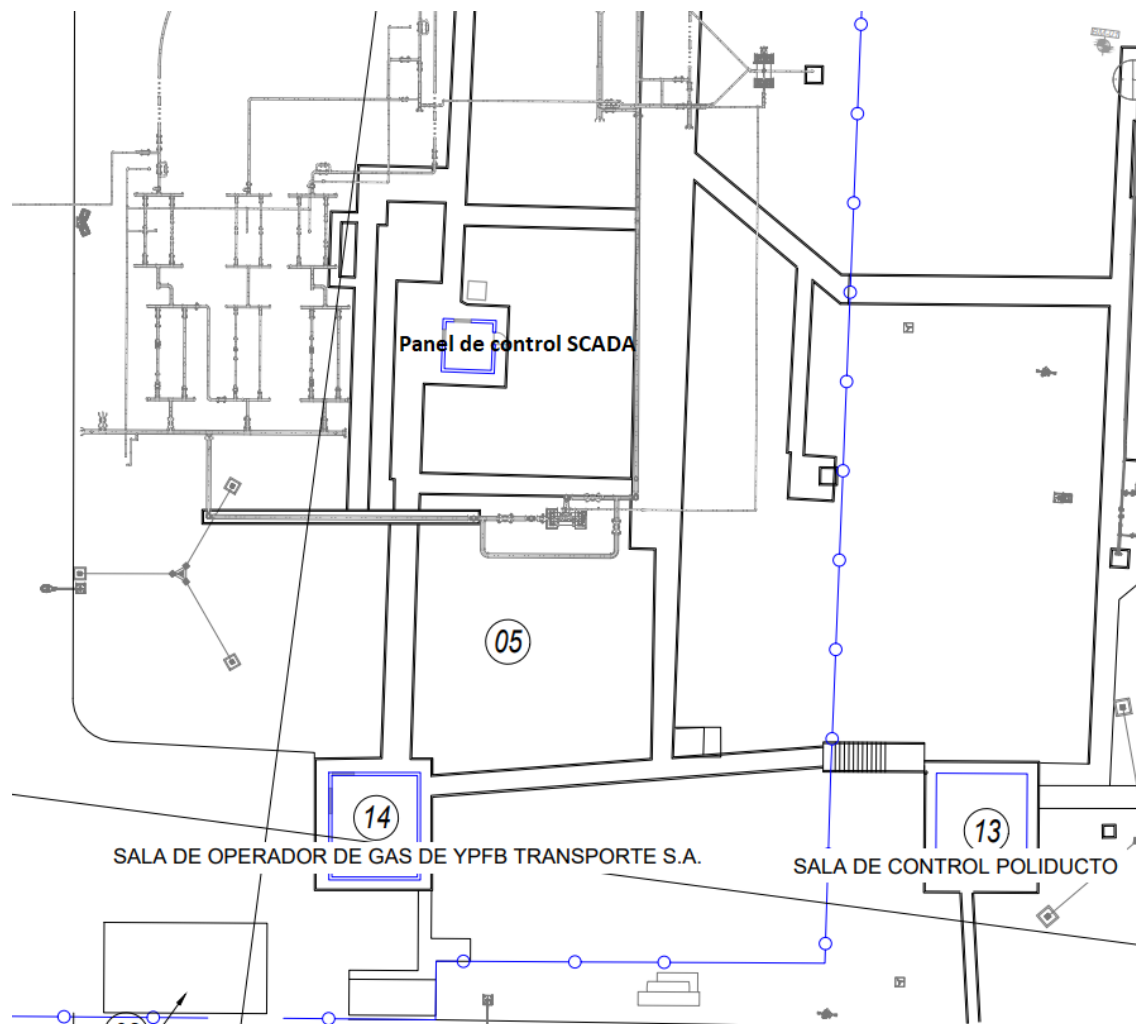 Panel de control SCADA
05
14
13
SALA DE OPERADOR DE GAS DE YPFB TRANSPORTE S.A.
SALA DE CONTROL POLIDUCTO